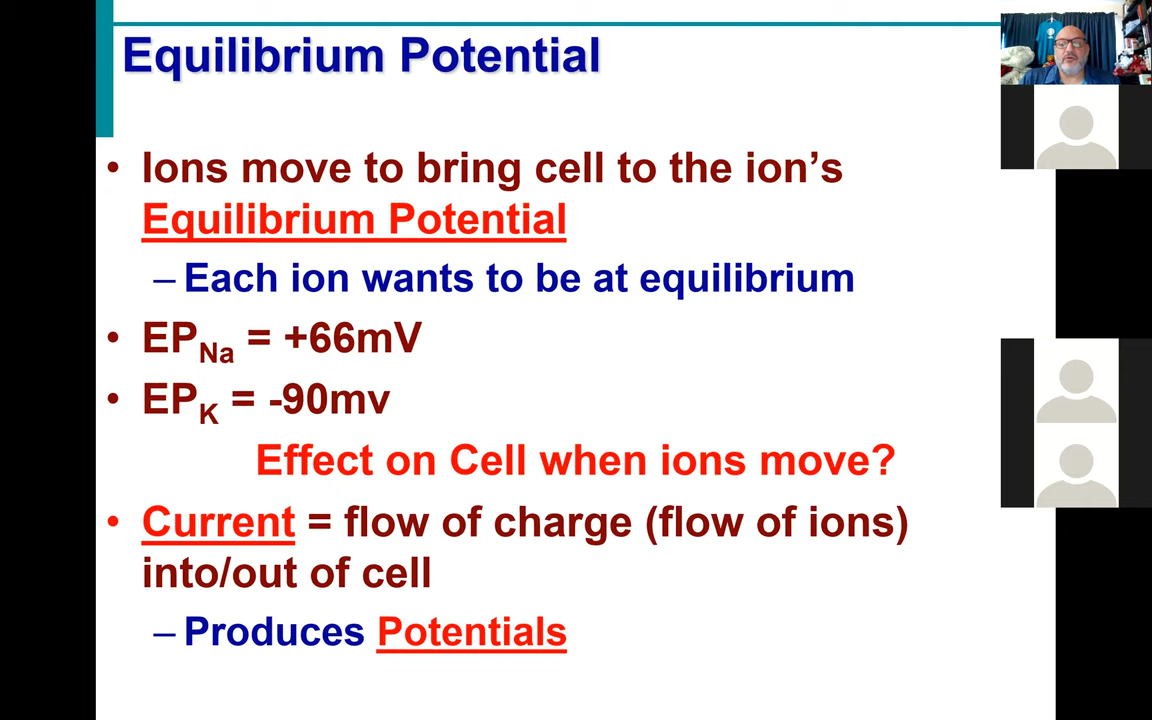 Equilibrium Potential
• Ions move to bring cell to the ion’s
Equilibrium Potential
– Each ion wants to be at equilibrium
• EPNa = +66mV
• EPK = -90mv
Effect on Cell when ions move?
• Current = flow of charge (flow of ions)
into/out of cell
– Produces Potentials